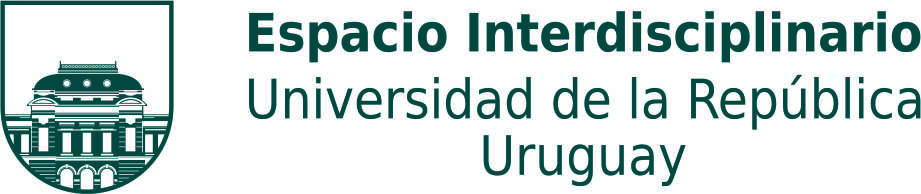 Espacio Interdisciplinario
Universidad de la República
Uruguay